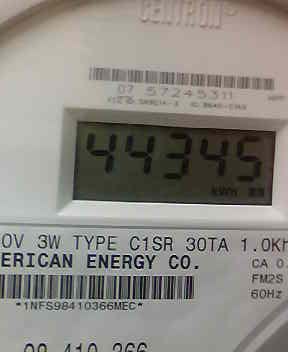 CENTRON
07 57245311
44345
KWH
0V 3W TYPE C1SR 30TA 1.0Kh
ERICAN ENERGY CO.
CA 0.
FM2S
60Hz
*1NFS98410366MEC*
98 410 366